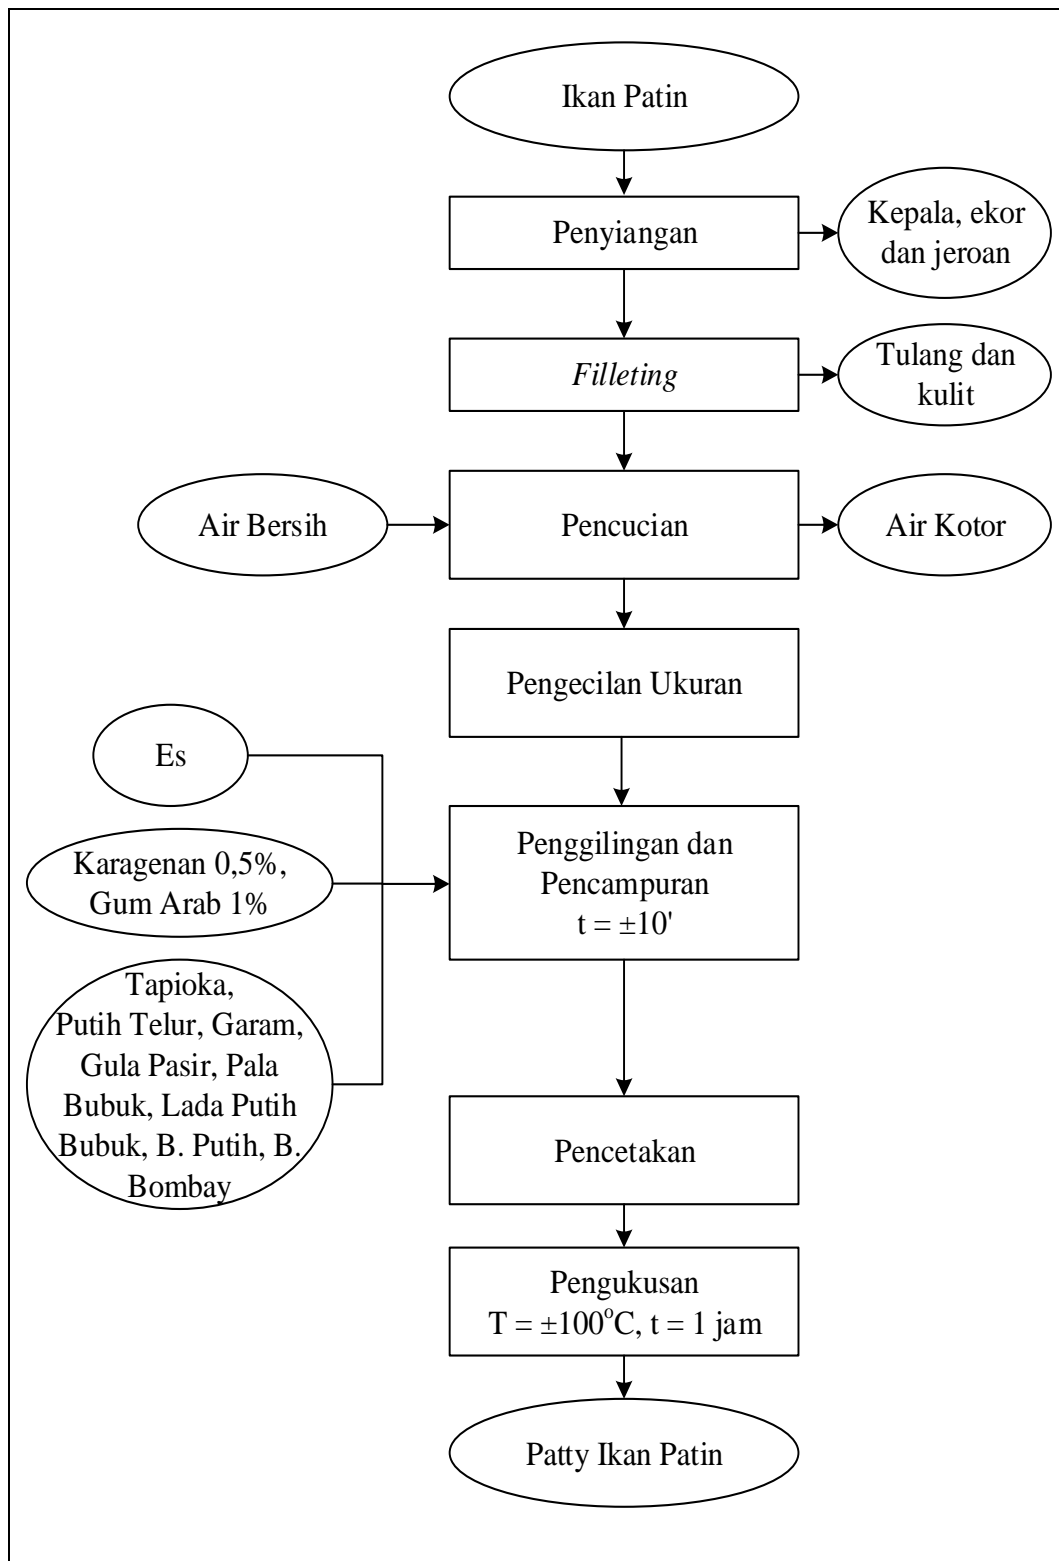 Ikan Patin
Penyiangan
Kepala, ekor
dan jeroan
Filleting
Tulang dan
kulit
Air Bersih
Pencucian
Air Kotor
Pengecilan Ukuran
Es
Karagenan 0,5%,
Gum Arab 1%
Penggilingan dan
Pencampuran
t = ±10'
Tapioka,
Putih Telur, Garam,
Gula Pasir, Pala
Bubuk, Lada Putih
Bubuk, B. Putih, B.
Bombay
Pencetakan
Pengukusan
T = ±100°C, t = 1 jam
Patty Ikan Patin